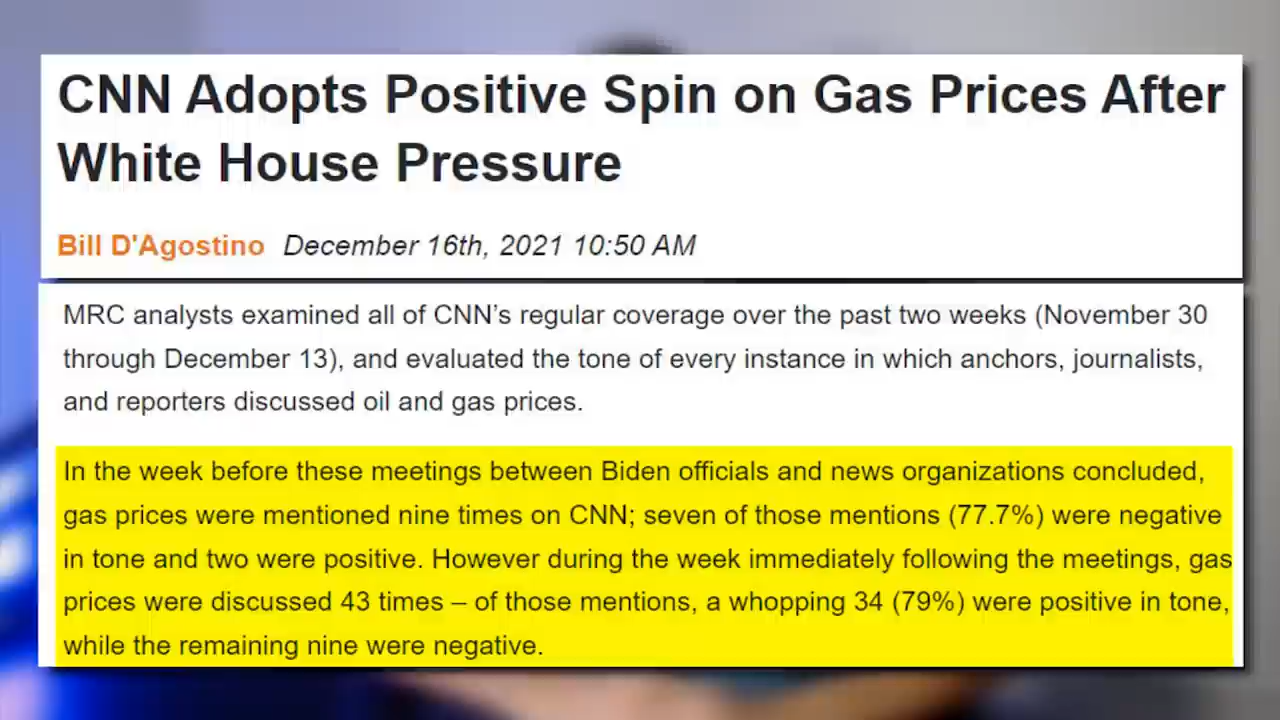 CNN Adopts Positive Spin on Gas Prices After
White House Pressure
Bill D'Agostino December 16th, 2021 10:50 AM
MRC analysts examined all of CNN’s regular coverage over the past two weeks (November 30
through December 13), and evaluated the tone of every instance in which anchors, journalists,
and reporters discussed oil and gas prices.
In the week before these meetings between Biden officials and news organizations concluded,
gas prices were mentioned nine times on CNN; seven of those mentions (77.7%) were negative
in tone and two were positive. However during the week immediately following the meetings, gas
prices were discussed 43 times – of those mentions, a whopping 34 (79%) were positive in tone,
while the remaining nine were negative.